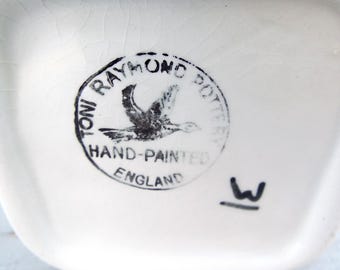 TONI RAYMOND POTTERY
HAND-PAINTED
ENGLAND
W